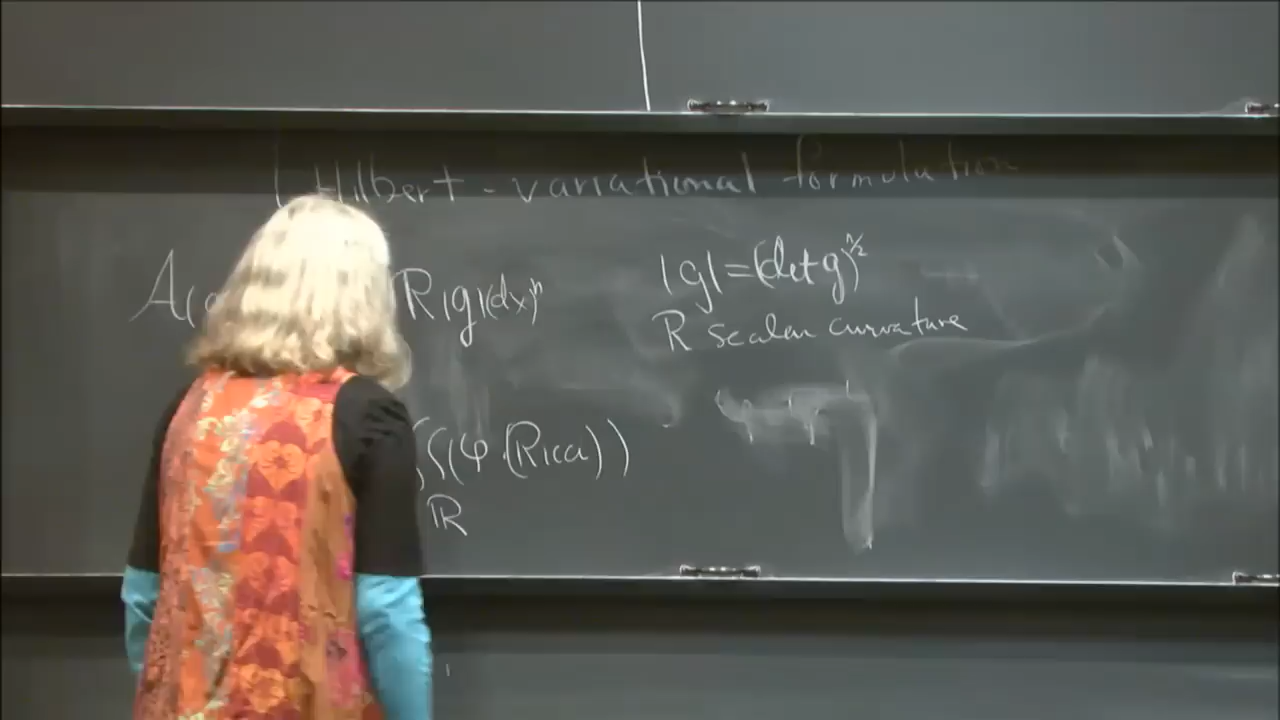 Hilbert - variational formulation
A(g R|g|(dx)ⁿ |g| = (det g)^1/2
R scalar curvature
∫∫(φ·(Ricci))
R